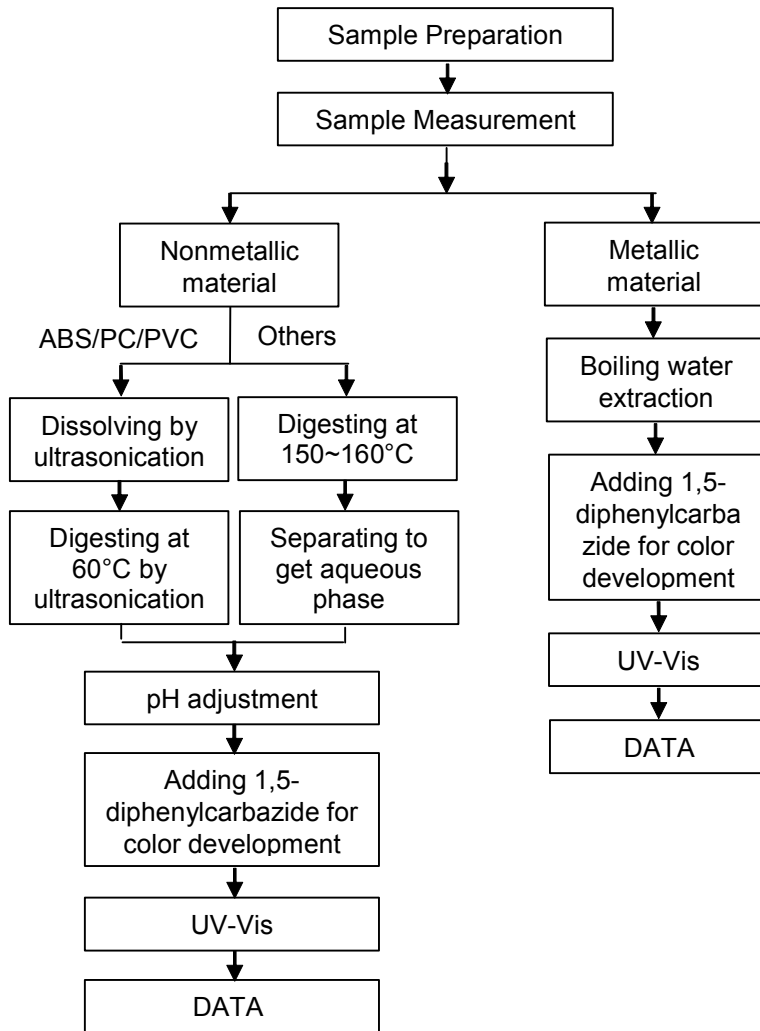 Sample Preparation
Sample Measurement
Nonmetallic
material
ABS/PC/PVC
Others
Dissolving by
ultrasonication
Digesting at
150~160°C
Digesting at
60°C by
ultrasonication
Separating to
get aqueous
phase
pH adjustment
Adding 1,5-
diphenylcarbazide for
color development
UV-Vis
DATA
Metallic
material
Boiling water
extraction
Adding 1,5-
diphenylcarba
zide for color
development
UV-Vis
DATA